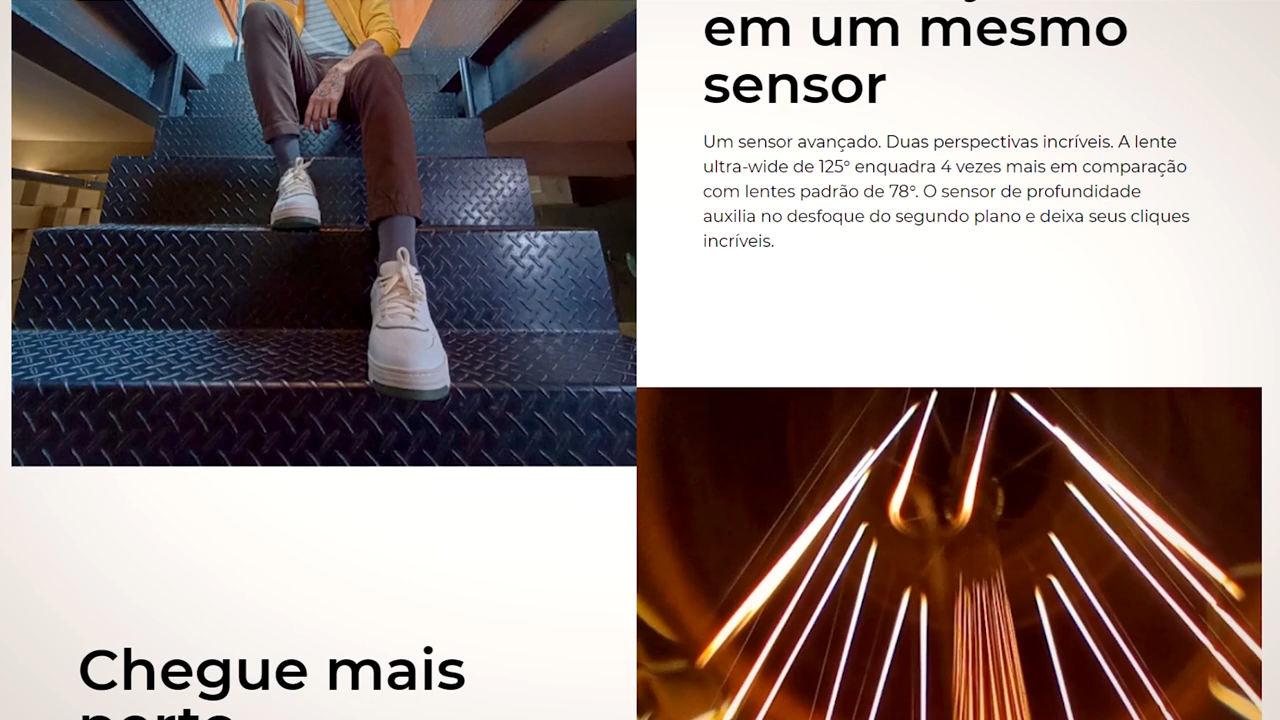 em um mesmo
sensor
Um sensor avançado. Duas perspectivas incríveis. A lente
ultra-wide de 125° enquadra 4 vezes mais em comparação
com lentes padrão de 78°. O sensor de profundidade
auxilia no desfoque do segundo plano e deixa seus cliques
incríveis.
Chegue mais
perto